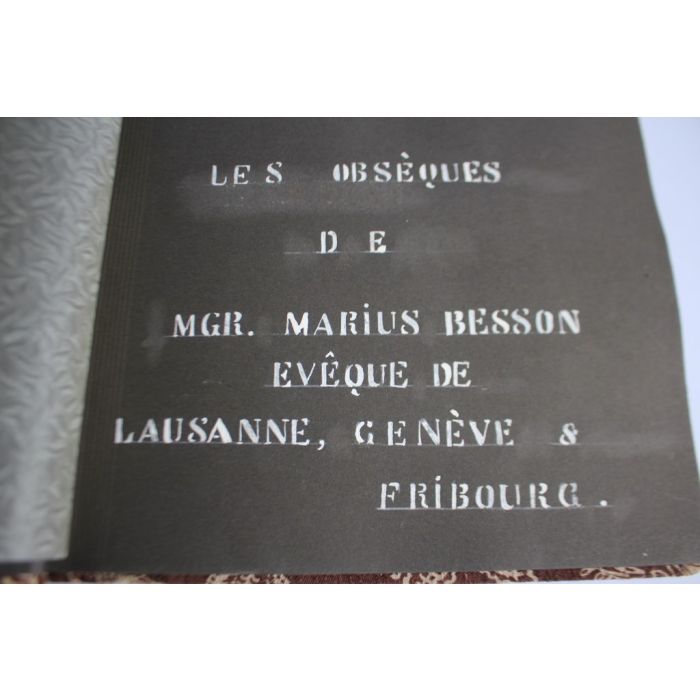 LES OBSÈQUES
DE
MGR. MARiUS BESSON
EVÊQUE DE
LAUSANNE, GENÈVE &
FRiBOURG.